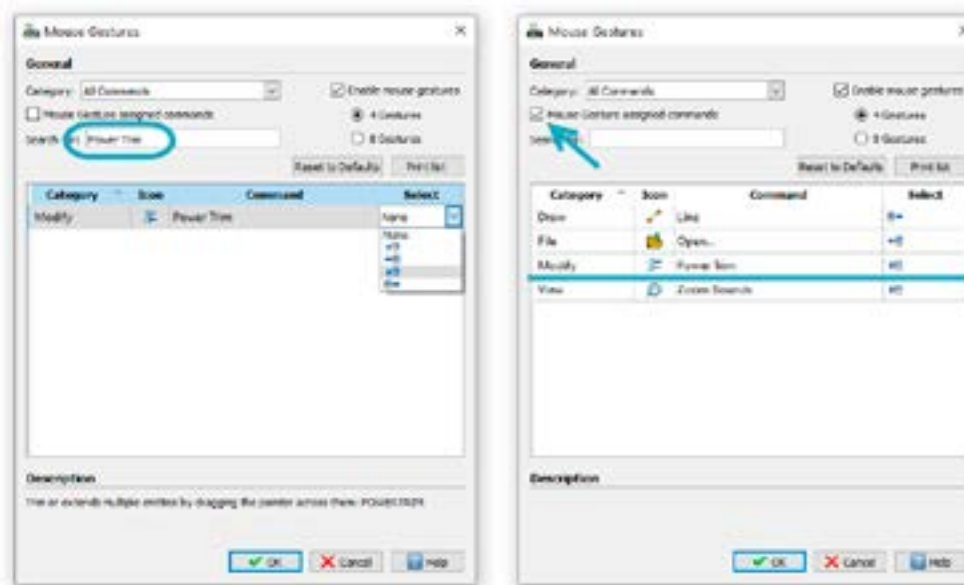 Mouse Gestures
General
Category: All Commands
Enable mouse gestures
Mouse Gesture assigned commands
4 Gestures
Search for: Power Trim
8 Gestures
Reset to Defaults Print list
Category Icon Command Select
Modify Power Trim None
None
Description
Trim or extends multiple entities by dragging the pointer across them: POWERTRIM
OK Cancel Help
Mouse Gestures
General
Category: All Commands
Enable mouse gestures
Mouse Gesture assigned commands
4 Gestures
8 Gestures
Reset to Defaults Print list
Category Icon Command Select
Draw Line
File Open...
Modify Power Trim
View Zoom Bounds
Description
OK Cancel Help